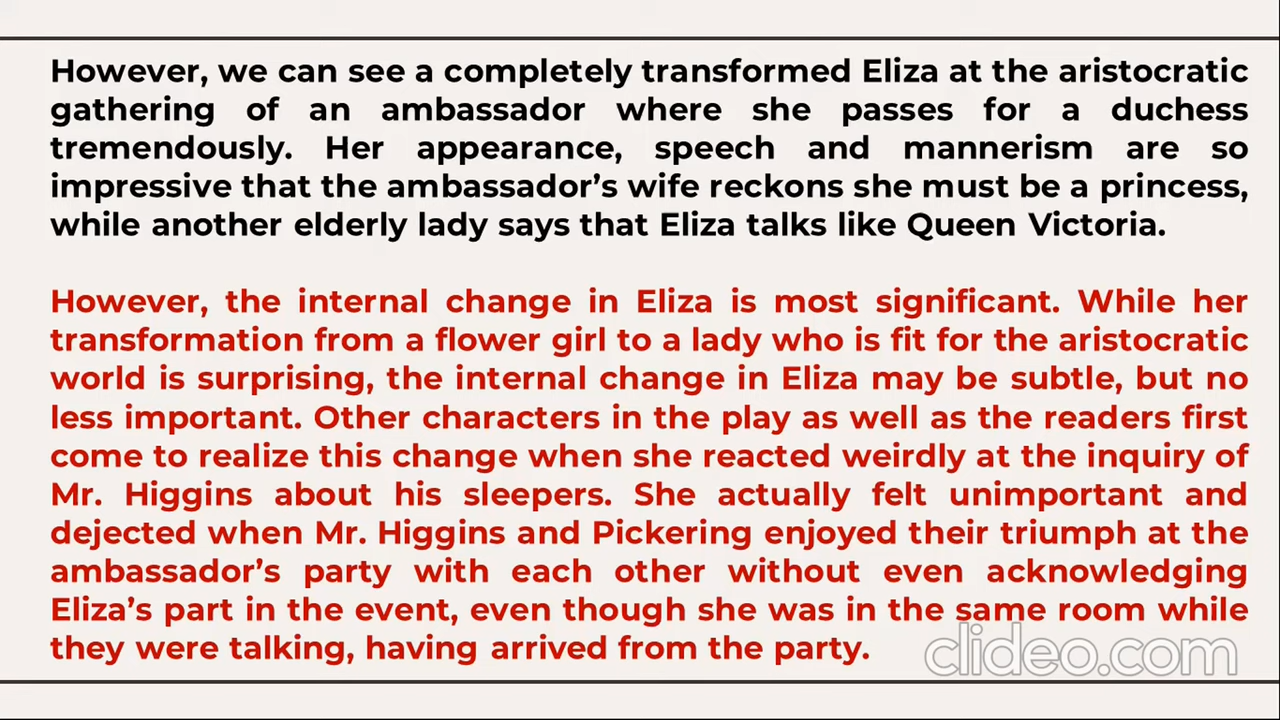 However, we can see a completely transformed Eliza at the aristocratic
gathering of an ambassador where she passes for a duchess
tremendously. Her appearance, speech and mannerism are so
impressive that the ambassador's wife reckons she must be a princess,
while another elderly lady says that Eliza talks like Queen Victoria.
However, the internal change in Eliza is most significant. While her
transformation from a flower girl to a lady who is fit for the aristocratic
world is surprising, the internal change in Eliza may be subtle, but no
less important. Other characters in the play as well as the readers first
come to realize this change when she reacted weirdly at the inquiry of
Mr. Higgins about his sleepers. She actually felt unimportant and
dejected when Mr. Higgins and Pickering enjoyed their triumph at the
ambassador's party with each other without even acknowledging
Eliza's part in the event, even though she was in the same room while
they were talking, having arrived from the party.
clideo.com